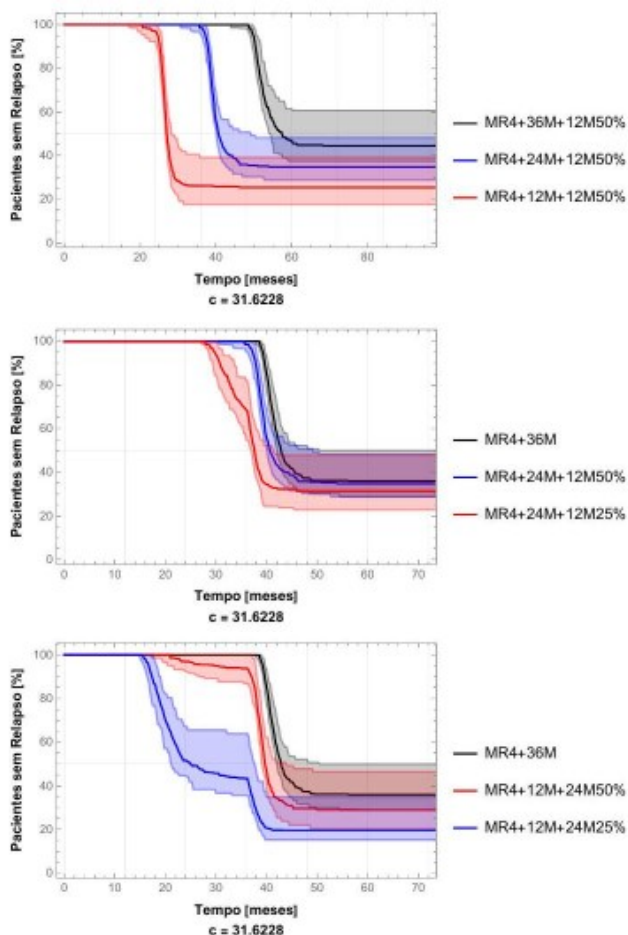 Pacientes sem Relapso [%]
100
80
60
40
20
0
0 20 40 60 80
Tempo [meses]
c = 31.6228
MR4+36M+12M50%
MR4+24M+12M50%
MR4+12M+12M50%
Pacientes sem Relapso [%]
100
80
60
40
20
0
0 10 20 30 40 50 60 70
Tempo [meses]
c = 31.6228
MR4+36M
MR4+24M+12M50%
MR4+24M+12M25%
Pacientes sem Relapso [%]
100
80
60
40
20
0
0 10 20 30 40 50 60 70
Tempo [meses]
c = 31.6228
MR4+36M
MR4+12M+24M50%
MR4+12M+24M25%